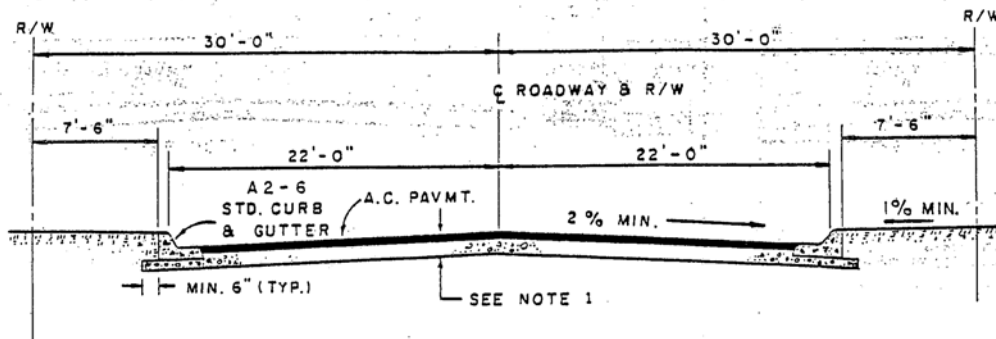 R/W
R/W
30'-0"
30'-0"
℄ ROADWAY & R/W
7'-6"
7'-6"
22'-0"
22'-0"
A2-6
STD. CURB
& GUTTER
A.C. PAVMT.
2% MIN.
1% MIN.
MIN. 6" (TYP.)
SEE NOTE 1